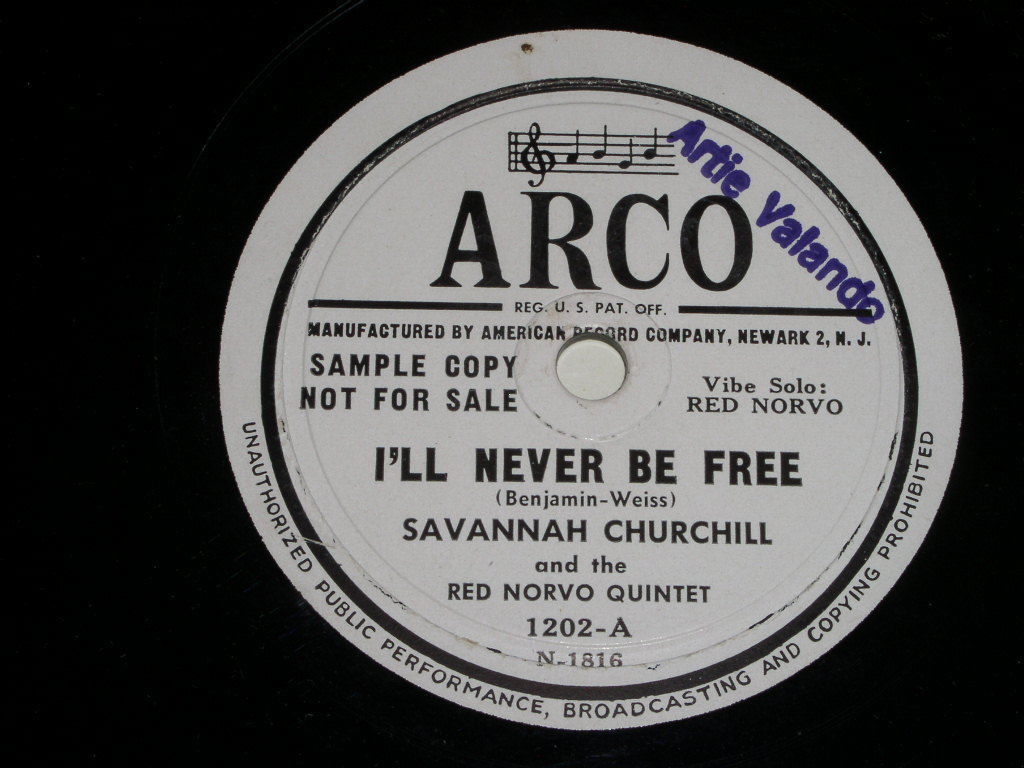 ARCO
Artie Valando
REG. U. S. PAT. OFF.
MANUFACTURED BY AMERICAN RECORD COMPANY, NEWARK 2, N. J.
SAMPLE COPY
NOT FOR SALE
Vibe Solo:
RED NORVO
I'LL NEVER BE FREE
(Benjamin-Weiss)
SAVANNAH CHURCHILL
and the
RED NORVO QUINTET
1202-A
N-1816
UNAUTHORIZED PUBLIC PERFORMANCE, BROADCASTING AND COPYING PROHIBITED